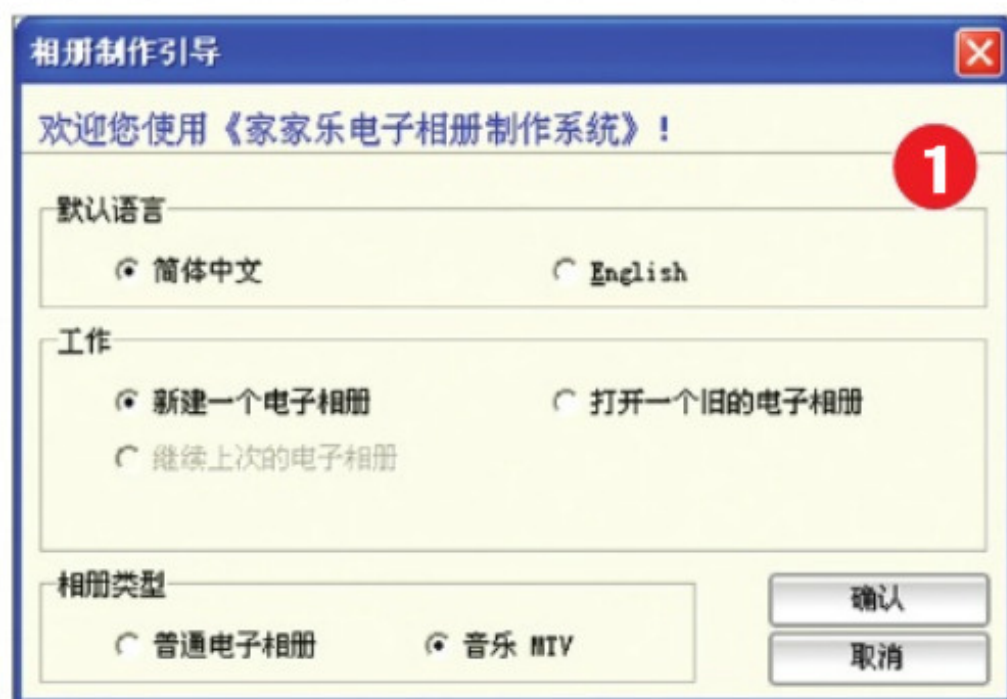 相册制作引导
欢迎您使用《家家乐电子相册制作系统》!
1
默认语言
简体中文 English
工作
新建一个电子相册 打开一个旧的电子相册
继续上次的电子相册
相册类型
普通电子相册 音乐 MTV
确认
取消